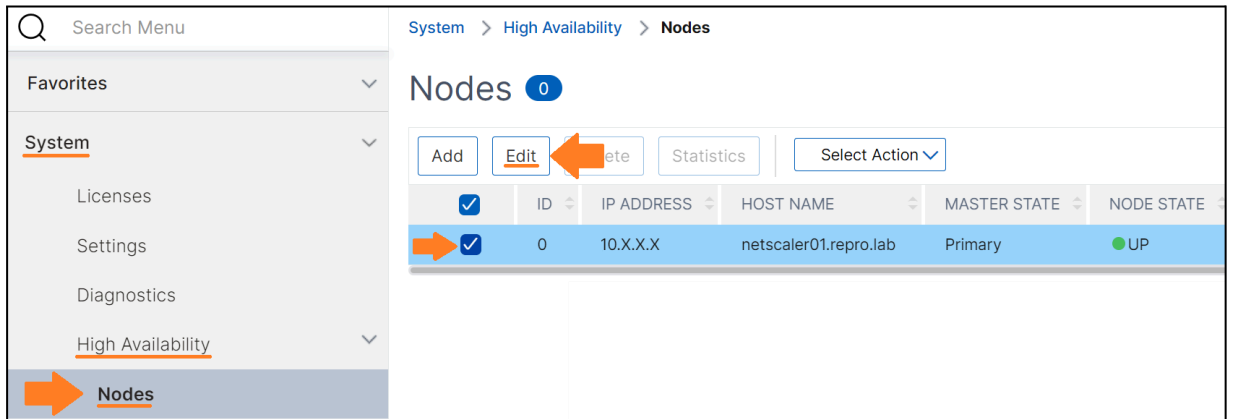 Search Menu
Favorites
System
Licenses
Settings
Diagnostics
High Availability
Nodes
System > High Availability > Nodes
Nodes 0
Add Edit ete Statistics Select Action
ID IP ADDRESS HOST NAME MASTER STATE NODE STATE
0 10.X.X.X netscaler01.repro.lab Primary UP